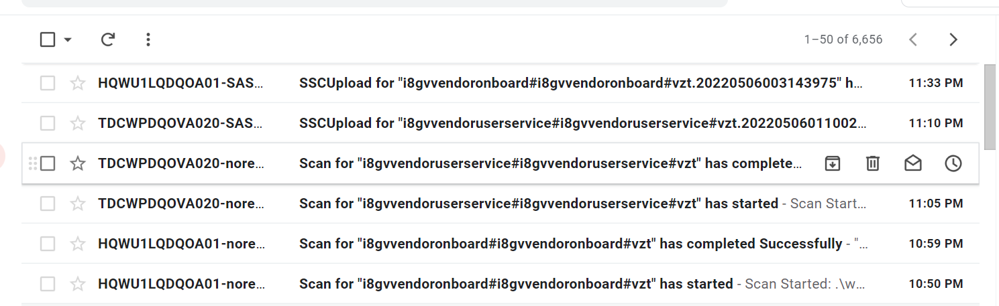 1–50 of 6,656
HQWU1LQDQOA01-SAS... SSCUpload for "i8gvvendoronboard#i8gvvendoronboard#vzt.20220506003143975" h... 11:33 PM
TDCWPDQOVA020-SAS... SSCUpload for "i8gvvendoruserservice#i8gvvendoruserservice#vzt.20220506011002... 11:10 PM
TDCWPDQOVA020-nore... Scan for "i8gvvendoruserservice#i8gvvendoruserservice#vzt" has complete...
TDCWPDQOVA020-nore... Scan for "i8gvvendoruserservice#i8gvvendoruserservice#vzt" has started - Scan Start... 11:05 PM
HQWU1LQDQOA01-nore... Scan for "i8gvvendoronboard#i8gvvendoronboard#vzt" has completed Successfully - "... 10:59 PM
HQWU1LQDQOA01-nore... Scan for "i8gvvendoronboard#i8gvvendoronboard#vzt" has started - Scan Started: .\w... 10:50 PM